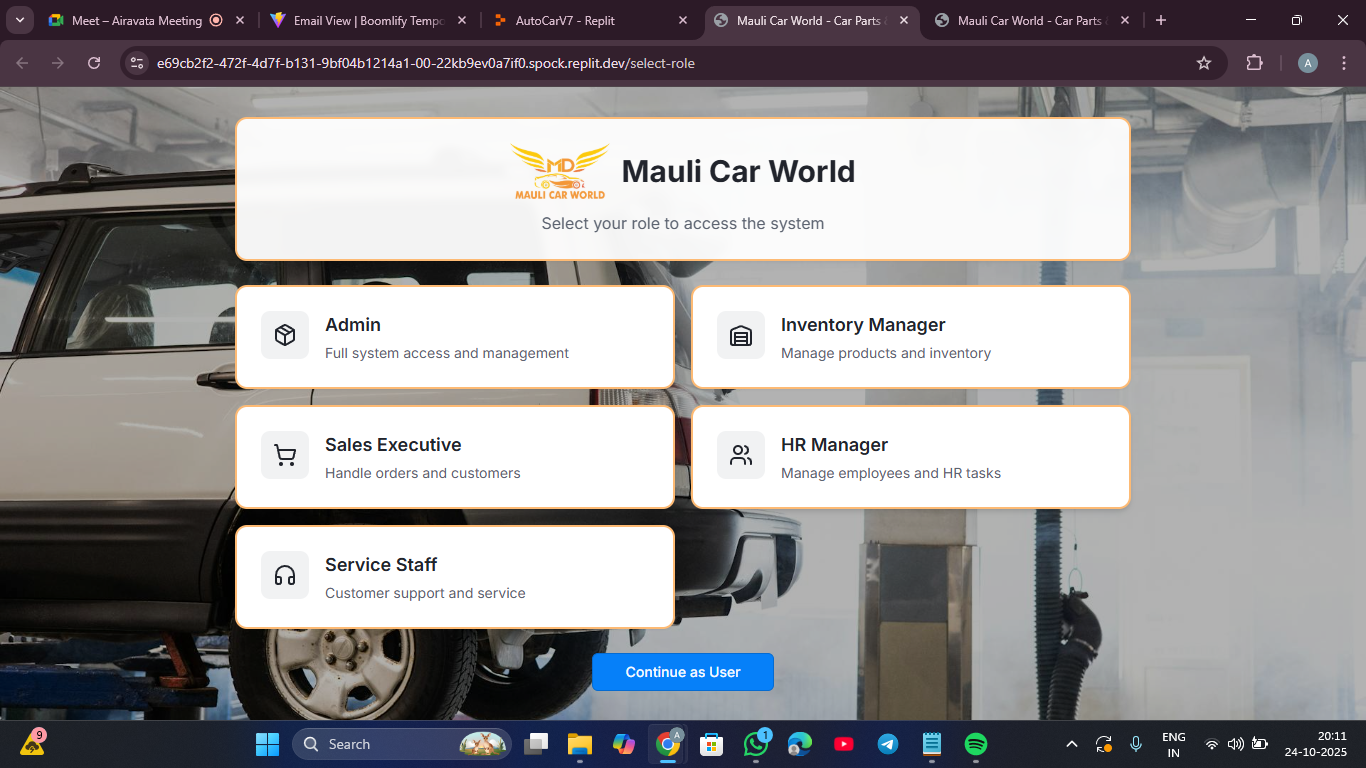 Meet – Airavata Meeting
Email View | Boomlify Tempo
AutoCarV7 - Replit
Mauli Car World - Car Parts &
Mauli Car World - Car Parts &
e69cb2f2-472f-4d7f-b131-9bf04b1214a1-00-22kb9ev0a7if0.spock.replit.dev/select-role
A
MD
MAULI CAR WORLD
Mauli Car World
Select your role to access the system
Admin
Full system access and management
Inventory Manager
Manage products and inventory
Sales Executive
Handle orders and customers
HR Manager
Manage employees and HR tasks
Service Staff
Customer support and service
Continue as User
9
Search
A
1
ENG
IN
20:11
24-10-2025